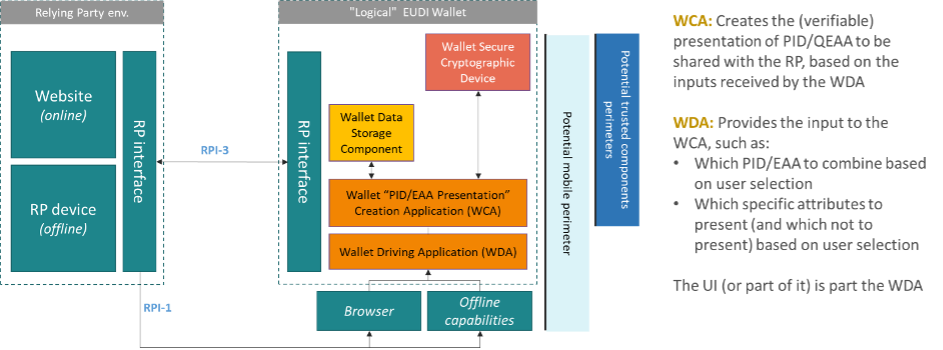 Relying Party env.
"Logical" EUDI Wallet
Website
(online)
RP device
(offline)
RP interface
RPI-3
RPI-1
RP interface
Wallet Secure
Cryptographic
Device
Wallet Data
Storage
Component
Wallet “PID/EAA Presentation”
Creation Application (WCA)
Wallet Driving Application (WDA)
Browser
Offline
capabilities
Potential mobile perimeter
Potential trusted components
perimeters
WCA: Creates the (verifiable)
presentation of PID/QEAA to be
shared with the RP, based on the
inputs received by the WDA
WDA: Provides the input to the
WCA, such as:
• Which PID/EAA to combine based
on user selection
• Which specific attributes to
present (and which not to
present) based on user selection
The UI (or part of it) is part the WDA